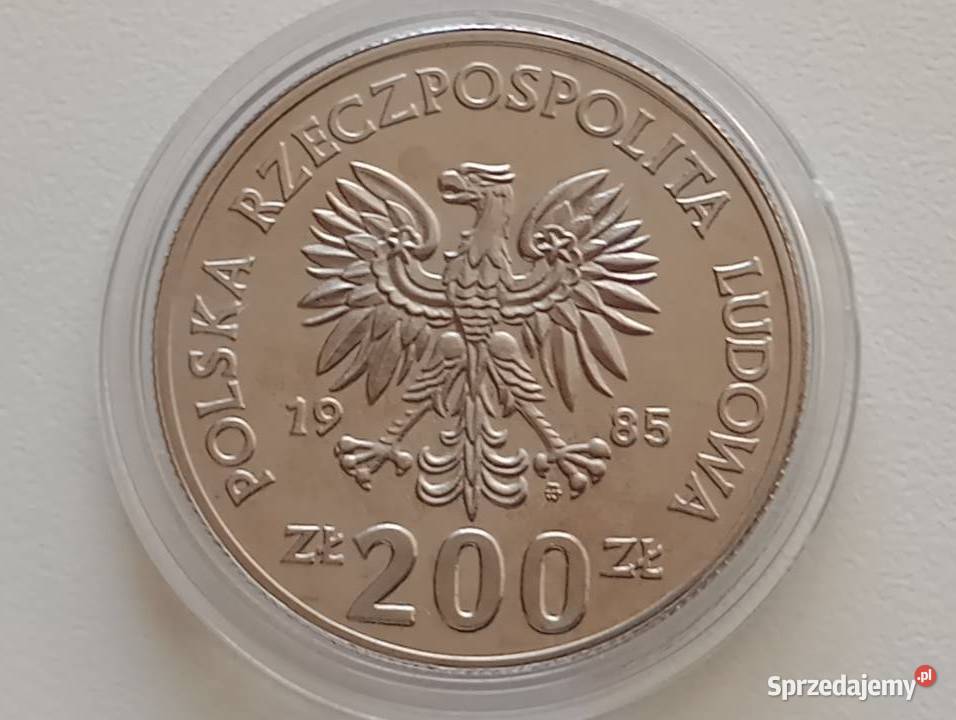 POLSKA RZECZPOSPOLITA LUDOWA
19 85
ZŁ 200 ZŁ
Sprzedajemy.pl